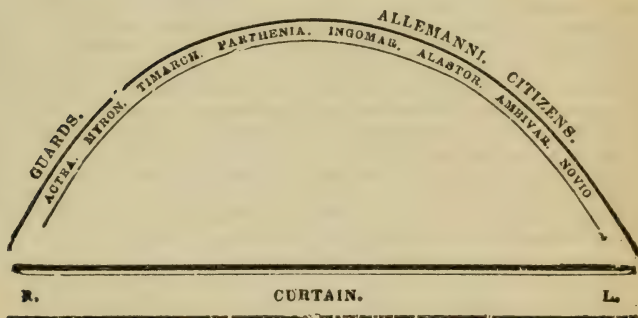 GUARDS. ALLEMANNI. CITIZENS.
ACTEA. MYRON. TIMARCH. PARTHENIA. INGOMAR. ALASTOR. AMBIVAR. NOVIO
R. CURTAIN. L.